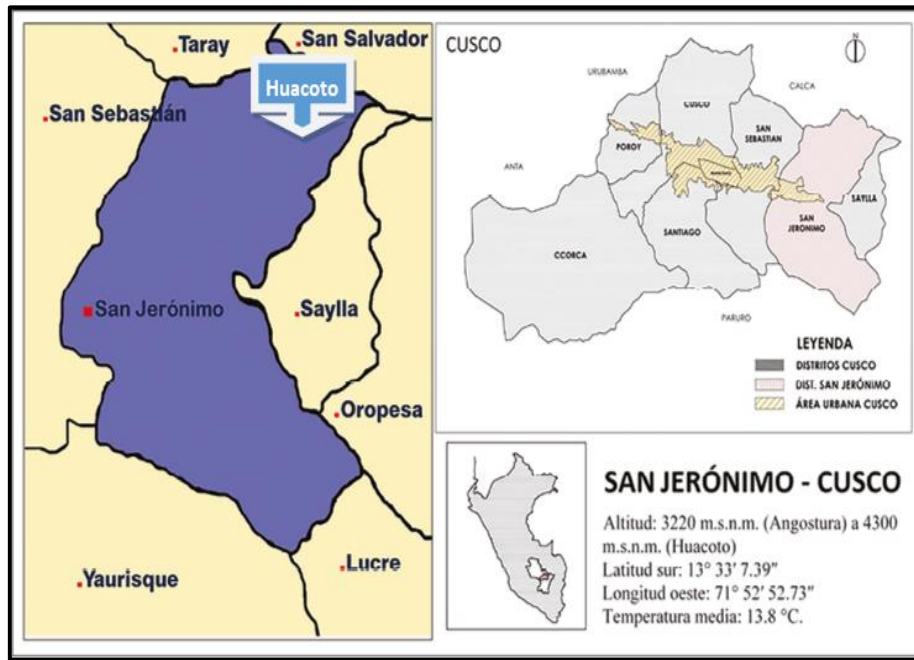 Taray
San Salvador
Huacoto
San Sebastián
San Jerónimo
Saylla
Oropesa
Lucre
Yaurisque
CUSCO
N
URUBAMBA
CALCA
CUSCO
SAN
SEBASTIAN
POROY
ANTA
SAYLLA
SAN
JERONIMO
SANTIAGO
CCORCA
PARURO
LEYENDA
DISTRITOS CUSCO
DIST. SAN JERÓNIMO
ÁREA URBANA CUSCO
SAN JERÓNIMO - CUSCO
Altitud: 3220 m.s.n.m. (Angostura) a 4300
m.s.n.m. (Huacoto)
Latitud sur: 13° 33′ 7.39″
Longitud oeste: 71° 52′ 52.73″
Temperatura media: 13.8 °C.